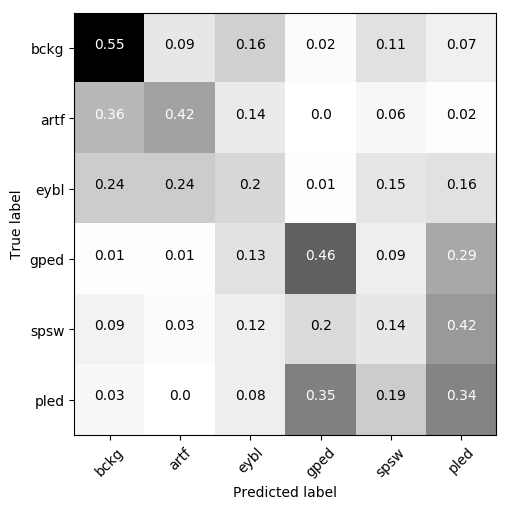 bckg 0.55 0.09 0.16 0.02 0.11 0.07
artf 0.36 0.42 0.14 0.0 0.06 0.02
eybl 0.24 0.24 0.2 0.01 0.15 0.16
gped 0.01 0.01 0.13 0.46 0.09 0.29
spsw 0.09 0.03 0.12 0.2 0.14 0.42
pled 0.03 0.0 0.08 0.35 0.19 0.34
True label
bckg artf eybl gped spsw pled
Predicted label